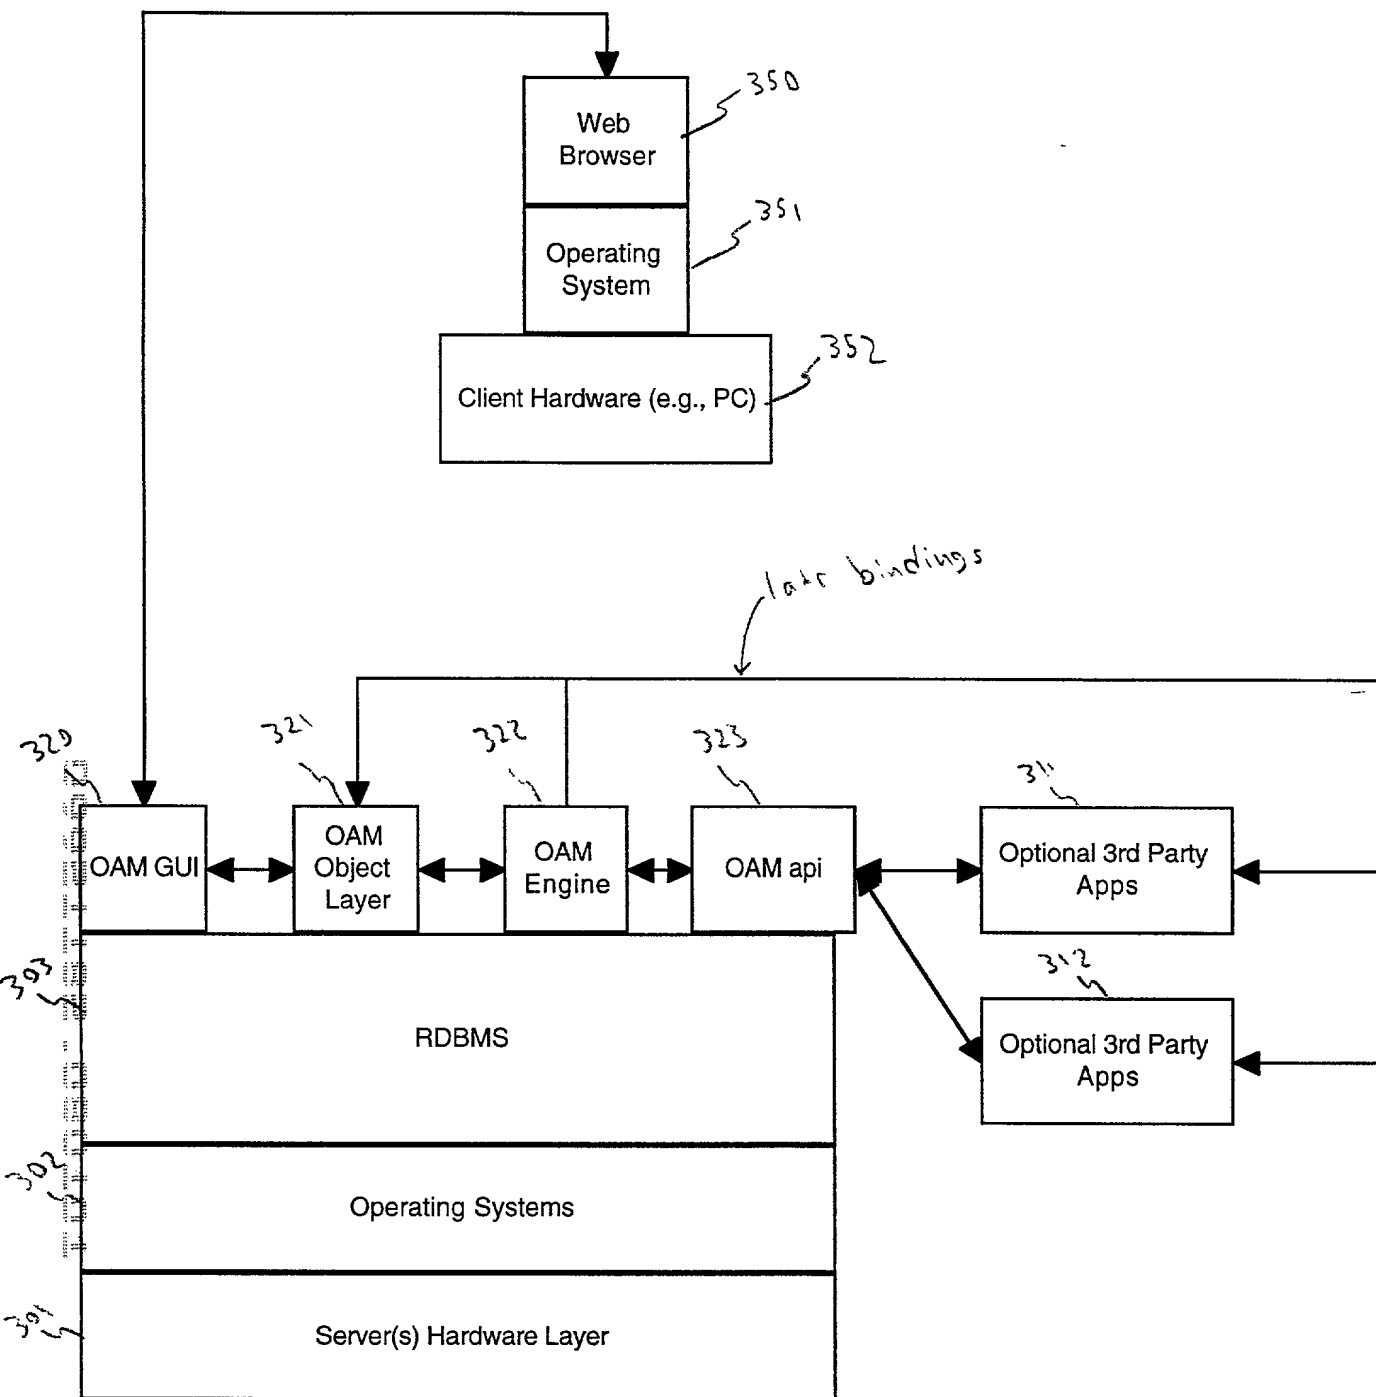 350
Web
Browser
351
Operating
System
352
Client Hardware (e.g., PC)
late bindings
320
321
322
323
311
OAM GUI
OAM
Object
Layer
OAM
Engine
OAM api
Optional 3rd Party
Apps
312
Optional 3rd Party
Apps
303
RDBMS
302
Operating Systems
301
Server(s) Hardware Layer